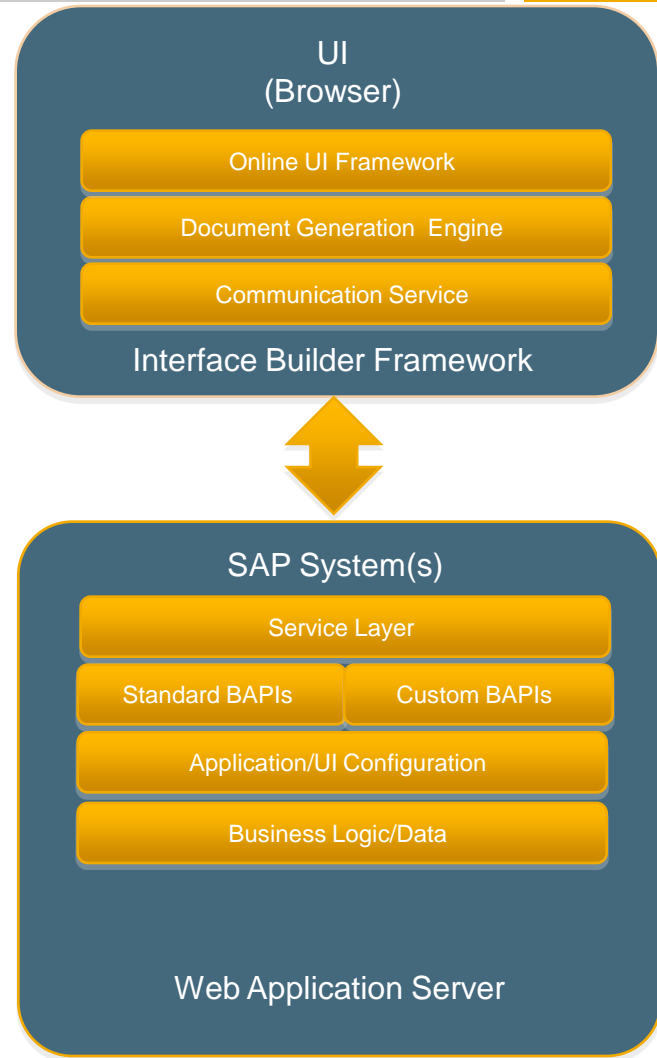 UI
(Browser)
Online UI Framework
Document Generation Engine
Communication Service
Interface Builder Framework
SAP System(s)
Service Layer
Standard BAPIs
Custom BAPIs
Application/UI Configuration
Business Logic/Data
Web Application Server